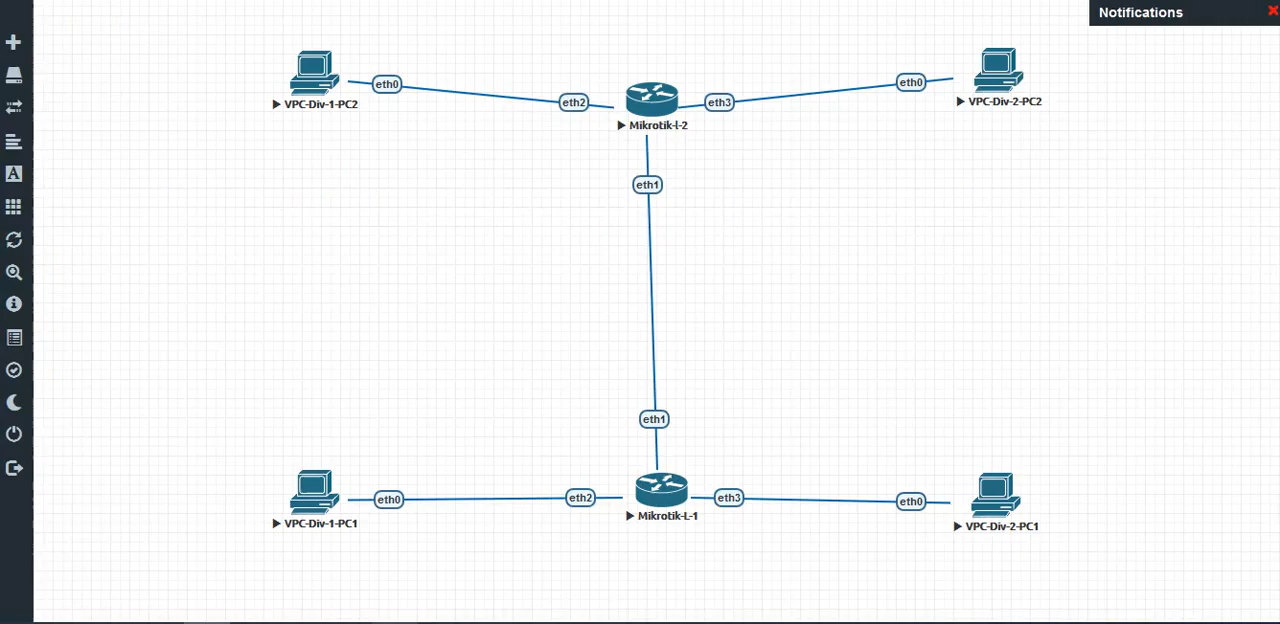 Notifications
eth0
eth2
eth3
eth0
VPC-Div-1-PC2
Mikrotik-l-2
VPC-Div-2-PC2
eth1
eth1
eth0
eth2
eth3
eth0
VPC-Div-1-PC1
Mikrotik-L-1
VPC-Div-2-PC1